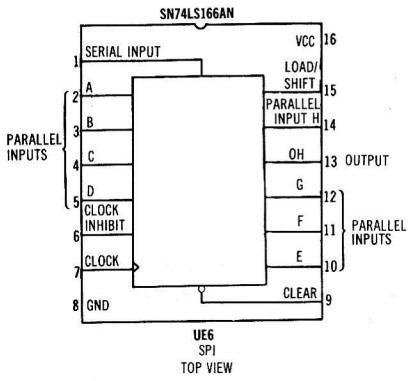 SN74LS166AN
SERIAL INPUT
1
VCC 16
LOAD/
SHIFT
15
2 A
PARALLEL
INPUT H
14
3 B
PARALLEL
INPUTS
4 C
OH 13 OUTPUT
5 D
G 12
CLOCK
INHIBIT
6
F 11
PARALLEL
INPUTS
7 CLOCK
E 10
8 GND
CLEAR 9
UE6
SPI
TOP VIEW